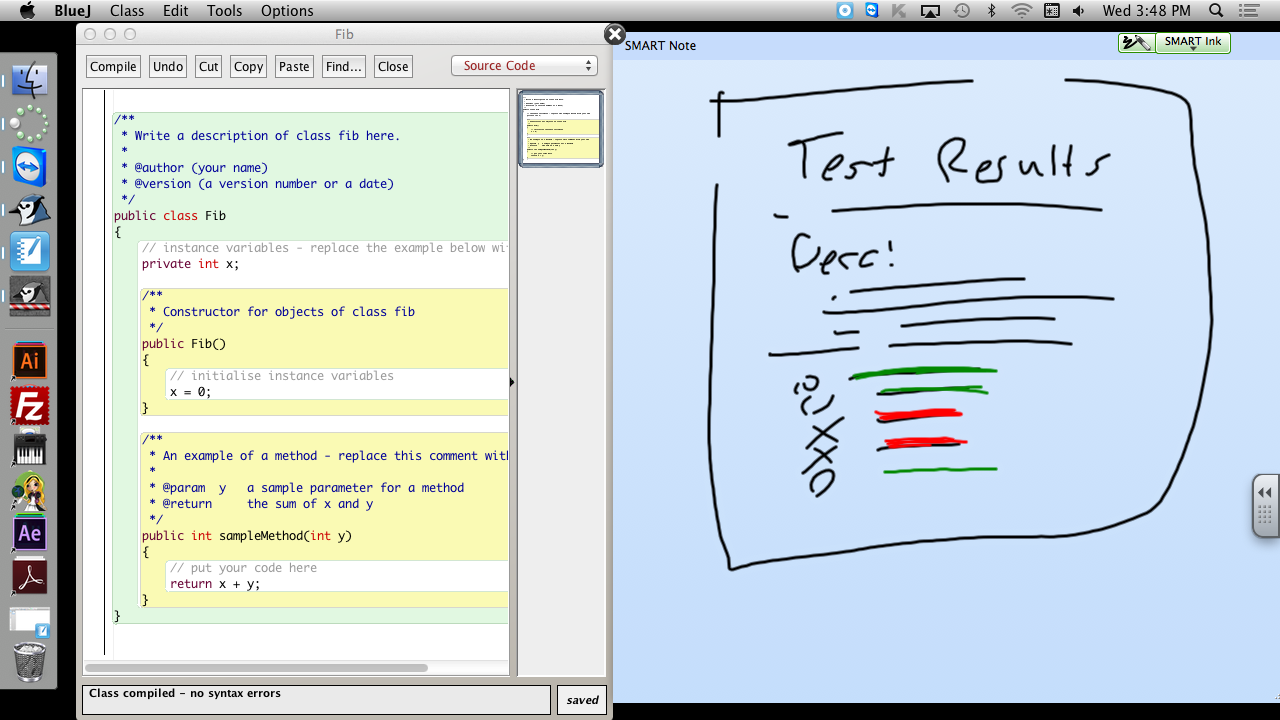 BlueJ Class Edit Tools Options
Wed 3:48 PM
Fib
Compile Undo Cut Copy Paste Find... Close
Source Code
/**
* Write a description of class fib here.
*
* @author (your name)
* @version (a version number or a date)
*/
public class Fib
{
// instance variables - replace the example below wi
private int x;
/**
* Constructor for objects of class fib
*/
public Fib()
{
// initialise instance variables
x = 0;
}
/**
* An example of a method - replace this comment with
*
* @param y a sample parameter for a method
* @return the sum of x and y
*/
public int sampleMethod(int y)
{
// put your code here
return x + y;
}
}
Class compiled - no syntax errors
saved
SMART Note
SMART Ink
Test Results
Desc!
Ai
Fz
Ae